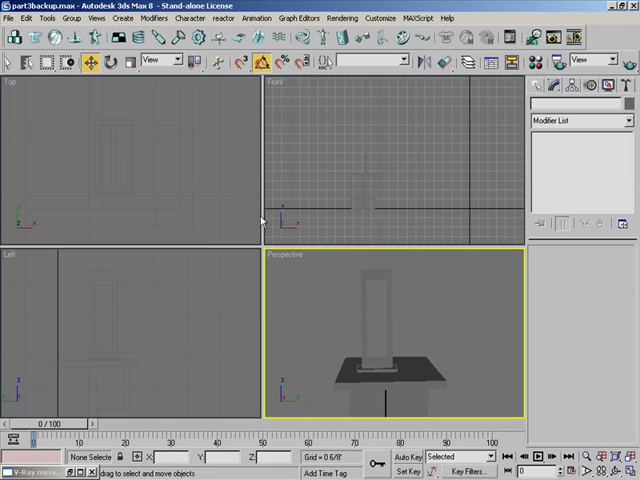 part3backup.max - Autodesk 3ds Max 8 - Stand-alone License
File Edit Tools Group Views Create Modifiers Character reactor Animation Graph Editors Rendering Customize MAXScript Help
View View
Top Front
Modifier List
Left Perspective
0 / 100
0 10 20 30 40 50 60 70 80 90 100
None Selecte X: Y: Z: Grid = 0 6/8" Auto Key Selected
V-Ray mess... drag to select and move objects Add Time Tag Set Key Key Filters... 0